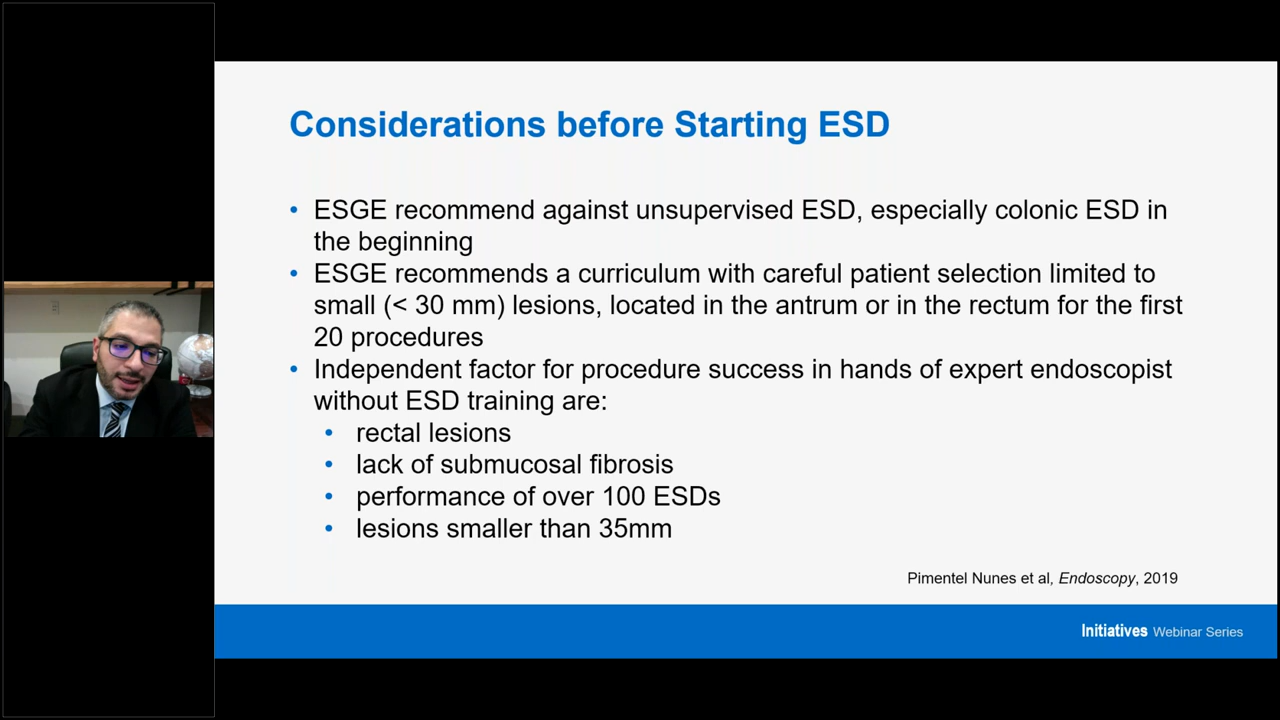 Considerations before Starting ESD
• ESGE recommend against unsupervised ESD, especially colonic ESD in
the beginning
• ESGE recommends a curriculum with careful patient selection limited to
small (< 30 mm) lesions, located in the antrum or in the rectum for the first
20 procedures
• Independent factor for procedure success in hands of expert endoscopist
without ESD training are:
• rectal lesions
• lack of submucosal fibrosis
• performance of over 100 ESDs
• lesions smaller than 35mm
Pimentel Nunes et al, Endoscopy, 2019
Initiatives Webinar Series